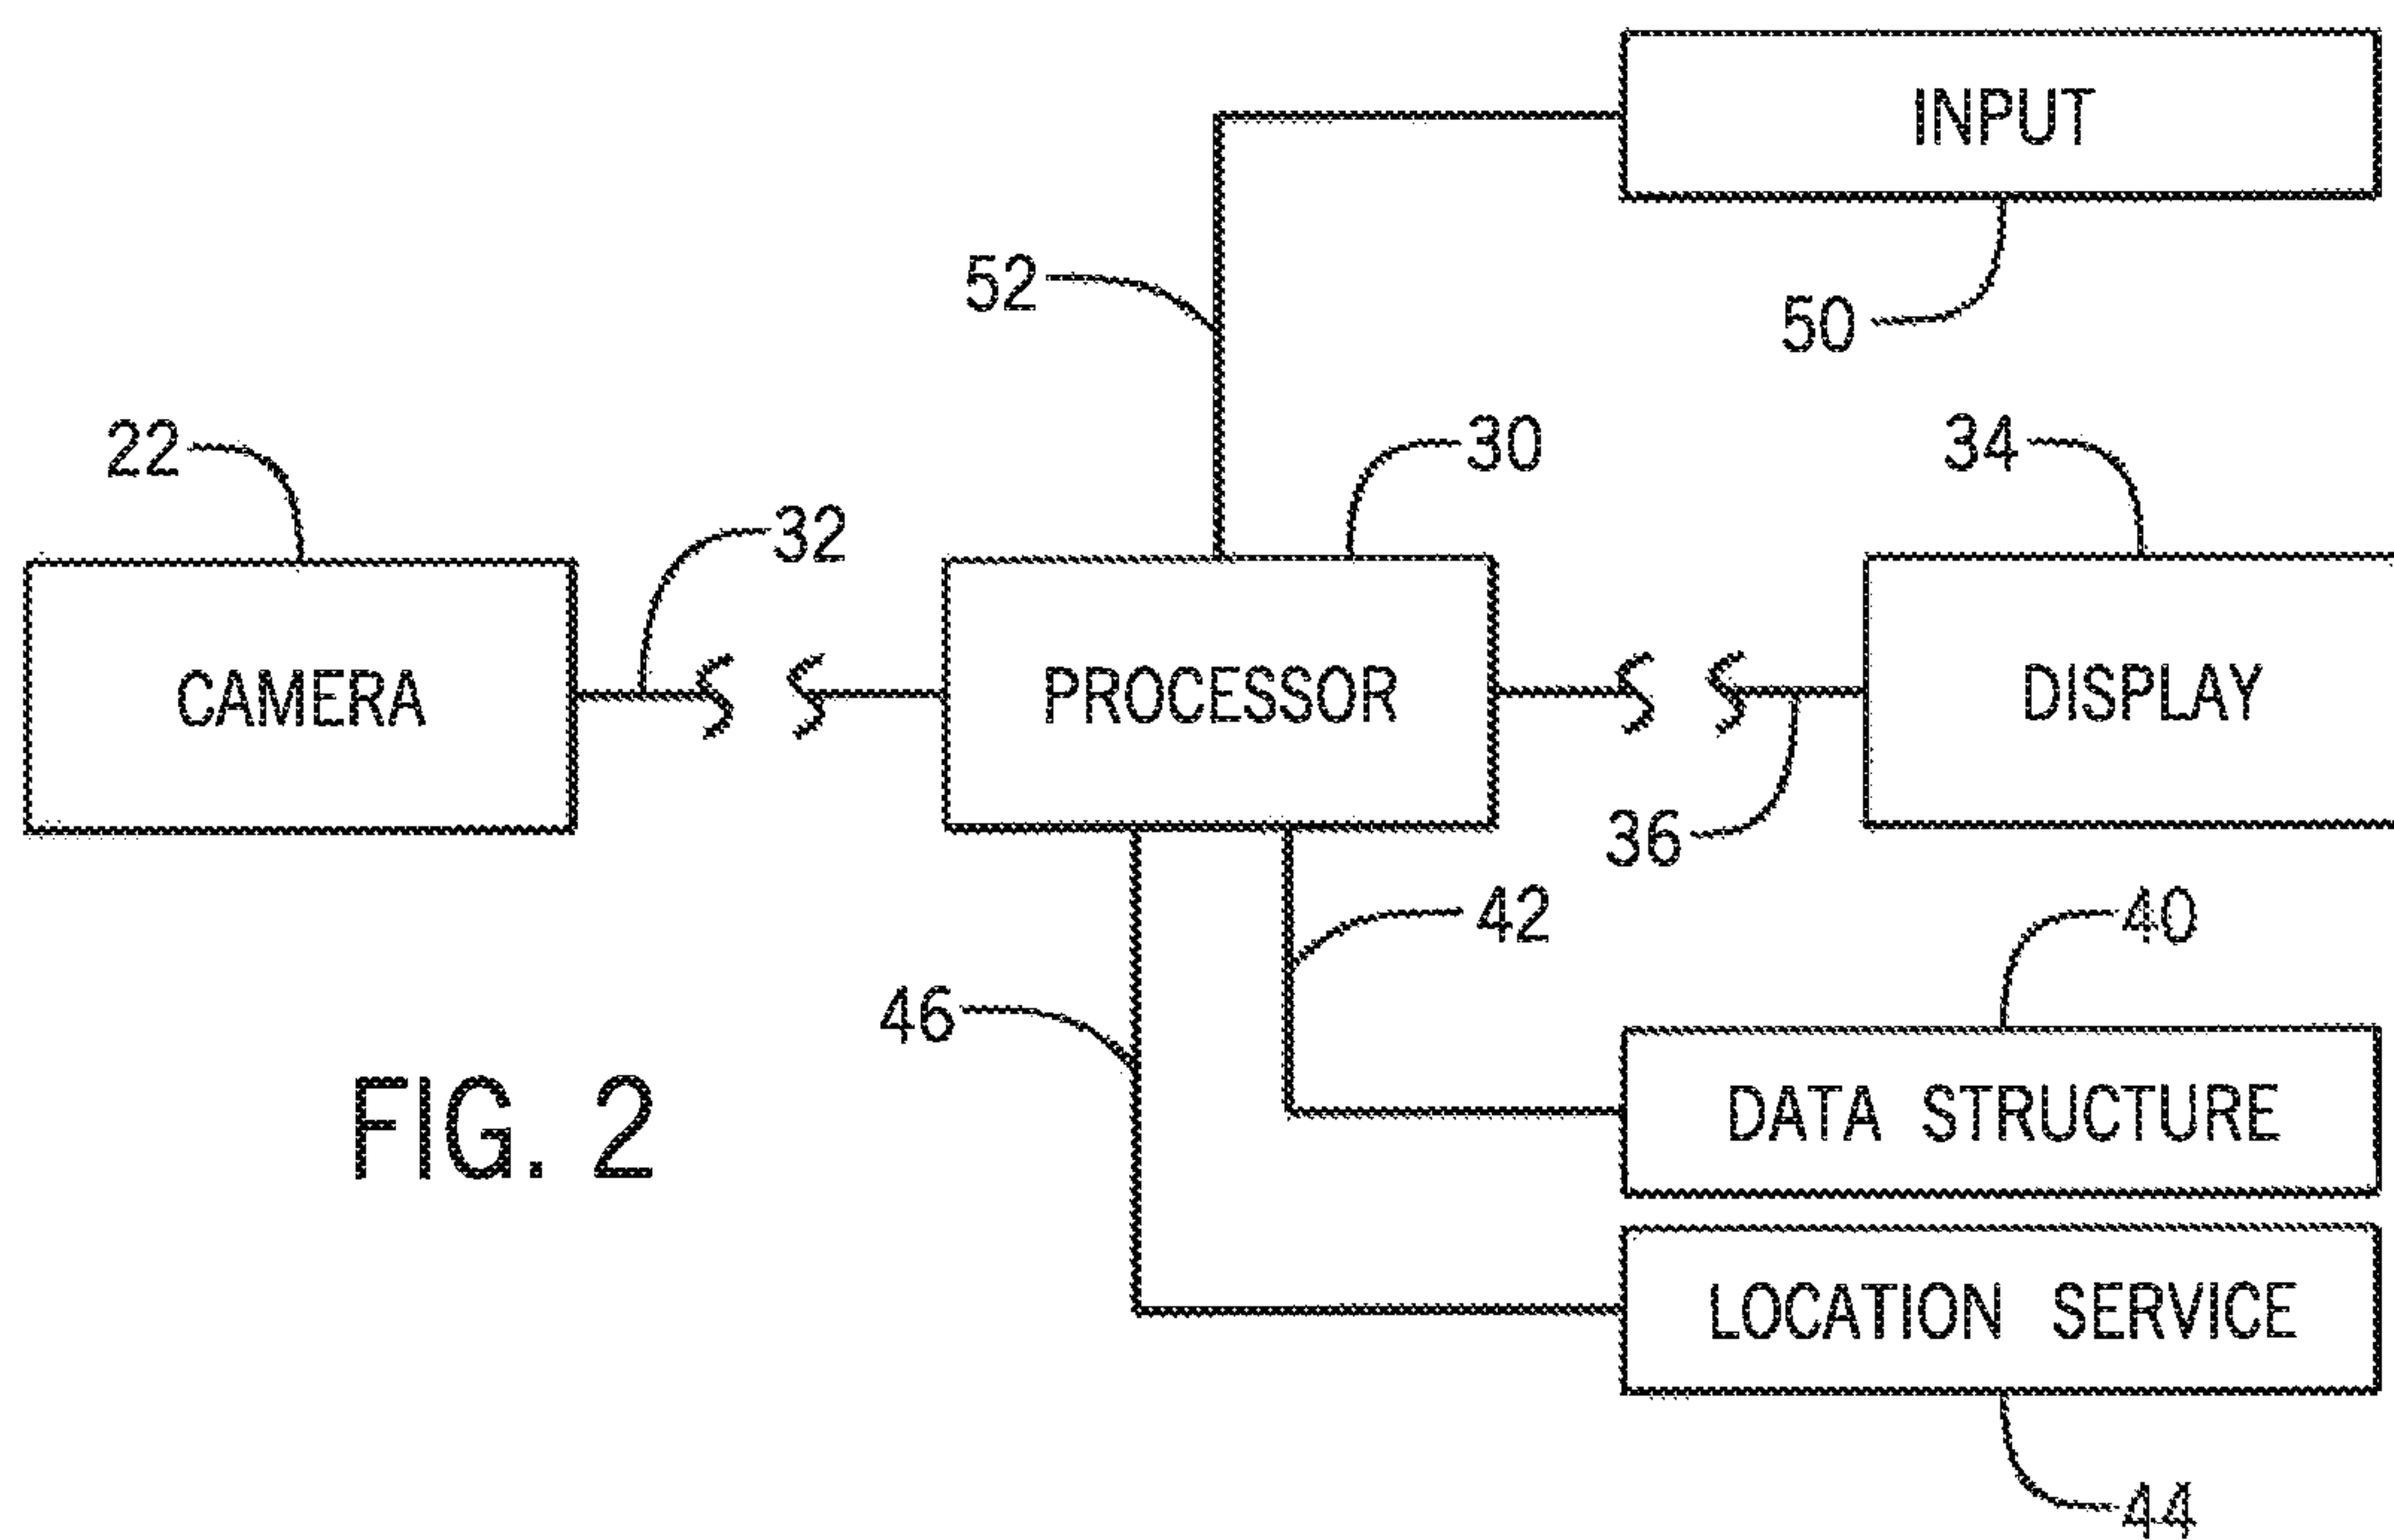 INPUT
52
50
22
30
34
32
CAMERA
PROCESSOR
DISPLAY
36
42
40
46
DATA STRUCTURE
FIG. 2
LOCATION SERVICE
44